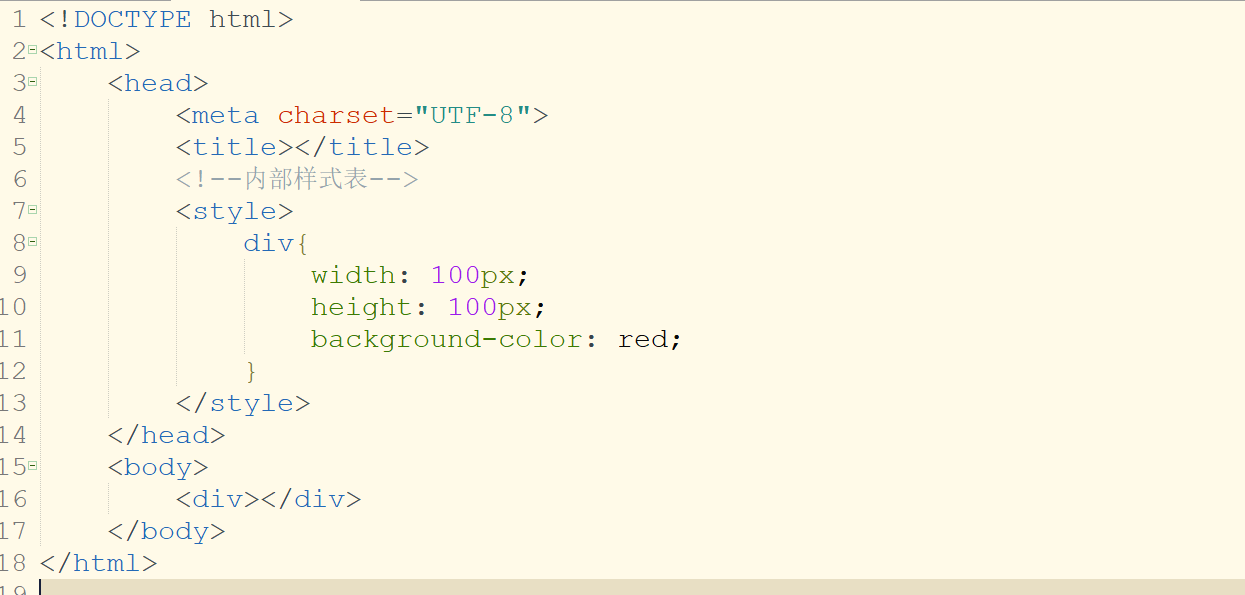 1 <!DOCTYPE html>
2 <html>
3     <head>
4         <meta charset="UTF-8">
5         <title></title>
6         <!--内部样式表-->
7         <style>
8             div{
9                 width: 100px;
10                 height: 100px;
11                 background-color: red;
12             }
13         </style>
14     </head>
15     <body>
16         <div></div>
17     </body>
18 </html>
19